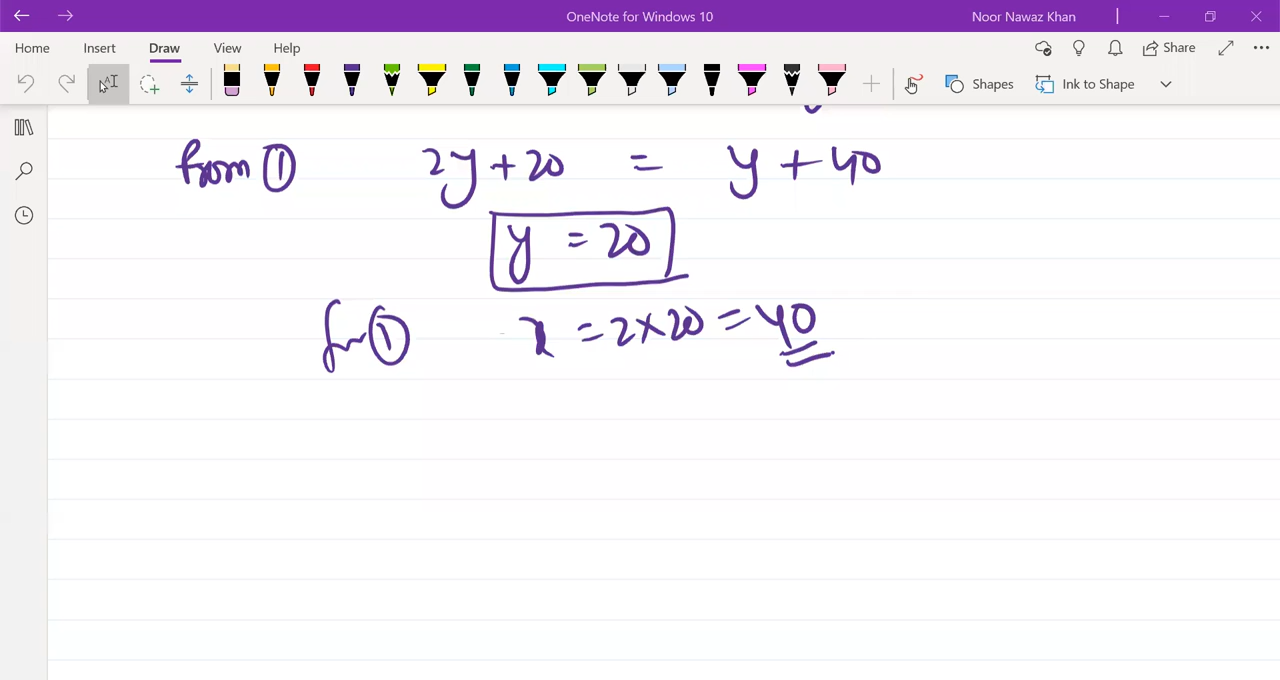 OneNote for Windows 10
Noor Nawaz Khan
Home Insert Draw View Help
Share
Shapes
Ink to Shape
from ① 2y + 20 = y + 40
y = 20
① x = 2 × 20 = 40